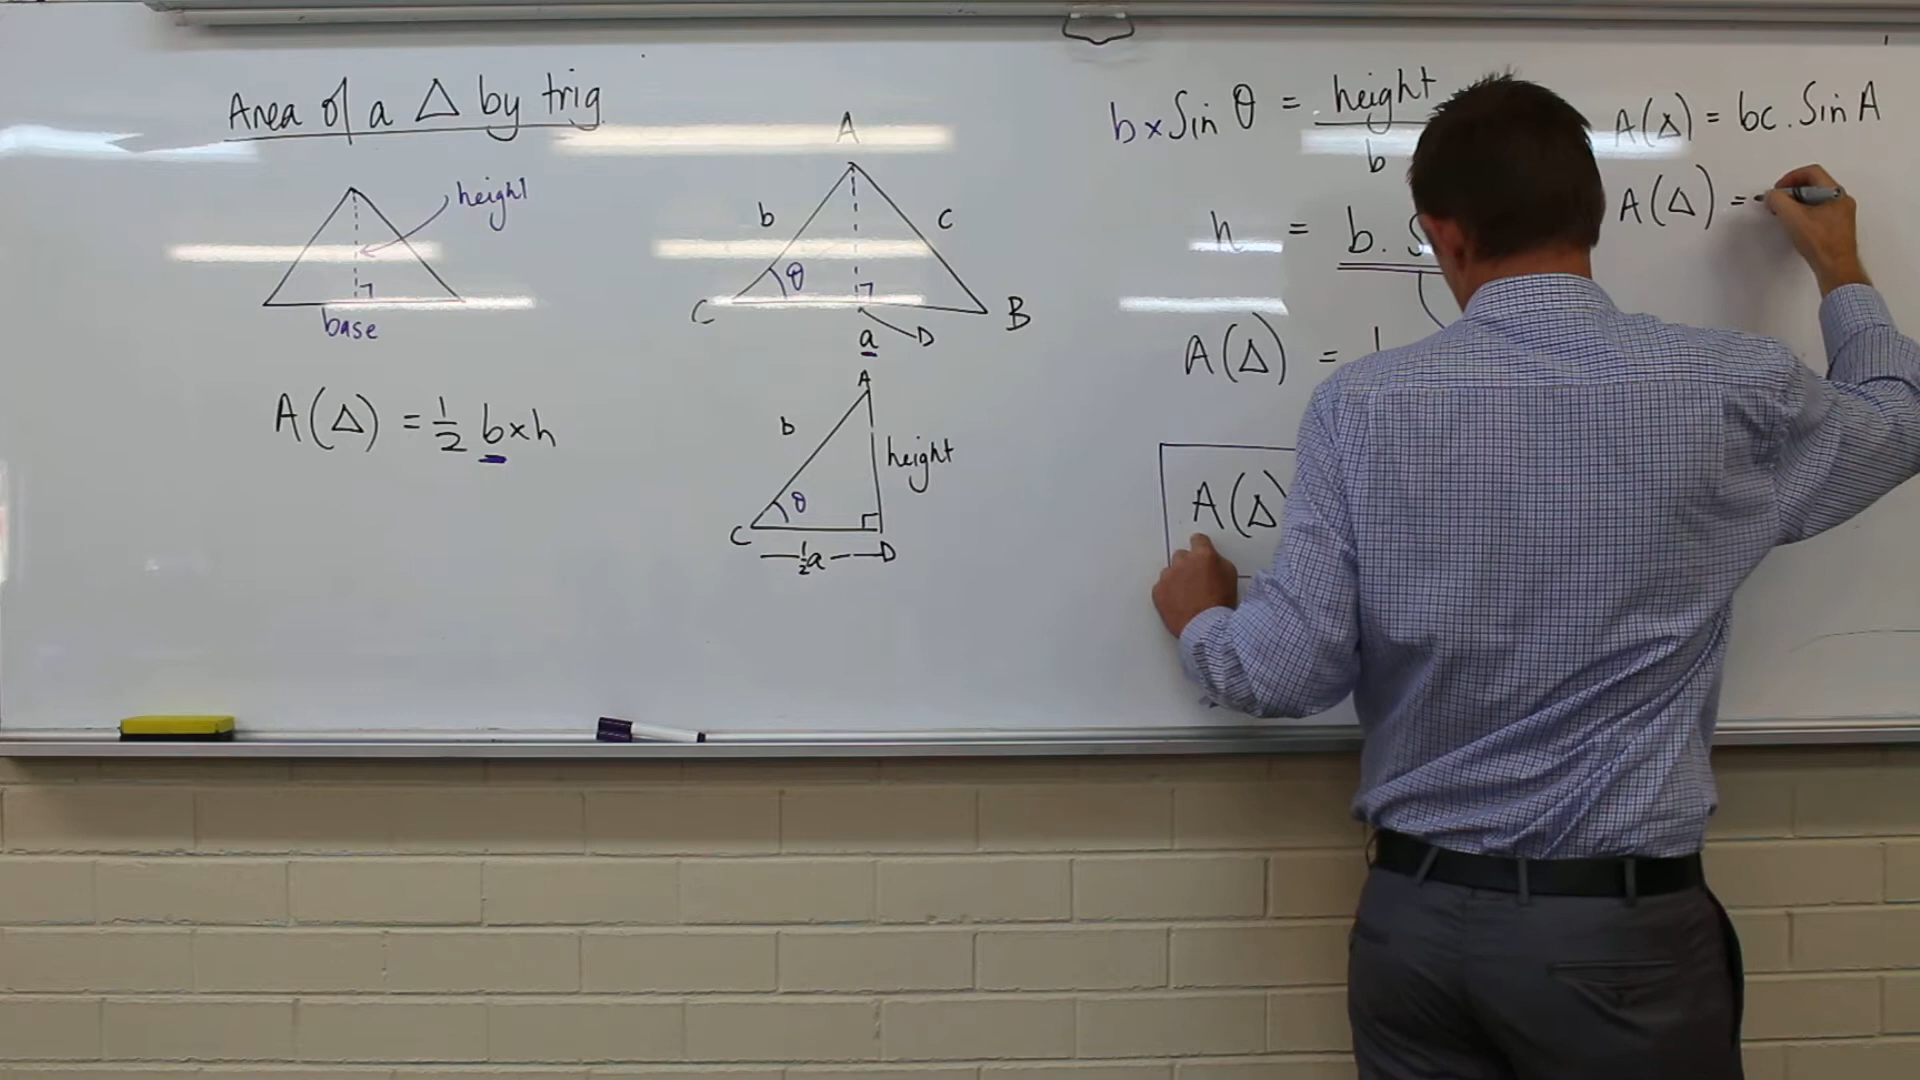 Area of a Δ by trig
height
base
A(Δ) = 1/2 b×h
A
b
c
θ
C
B
a
D
A
b
height
θ
C
1/2 a
D
b×Sin θ = height
b
h = b.
A(Δ) = 1
A(Δ)
A(Δ) = bc. Sin A
A(Δ) =